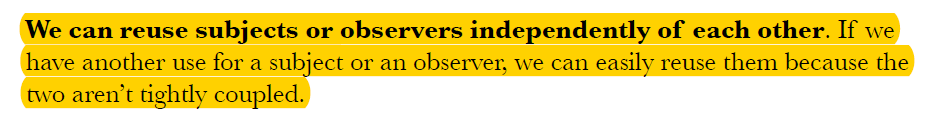 We can reuse subjects or observers independently of each other. If we
have another use for a subject or an observer, we can easily reuse them because the
two aren’t tightly coupled.